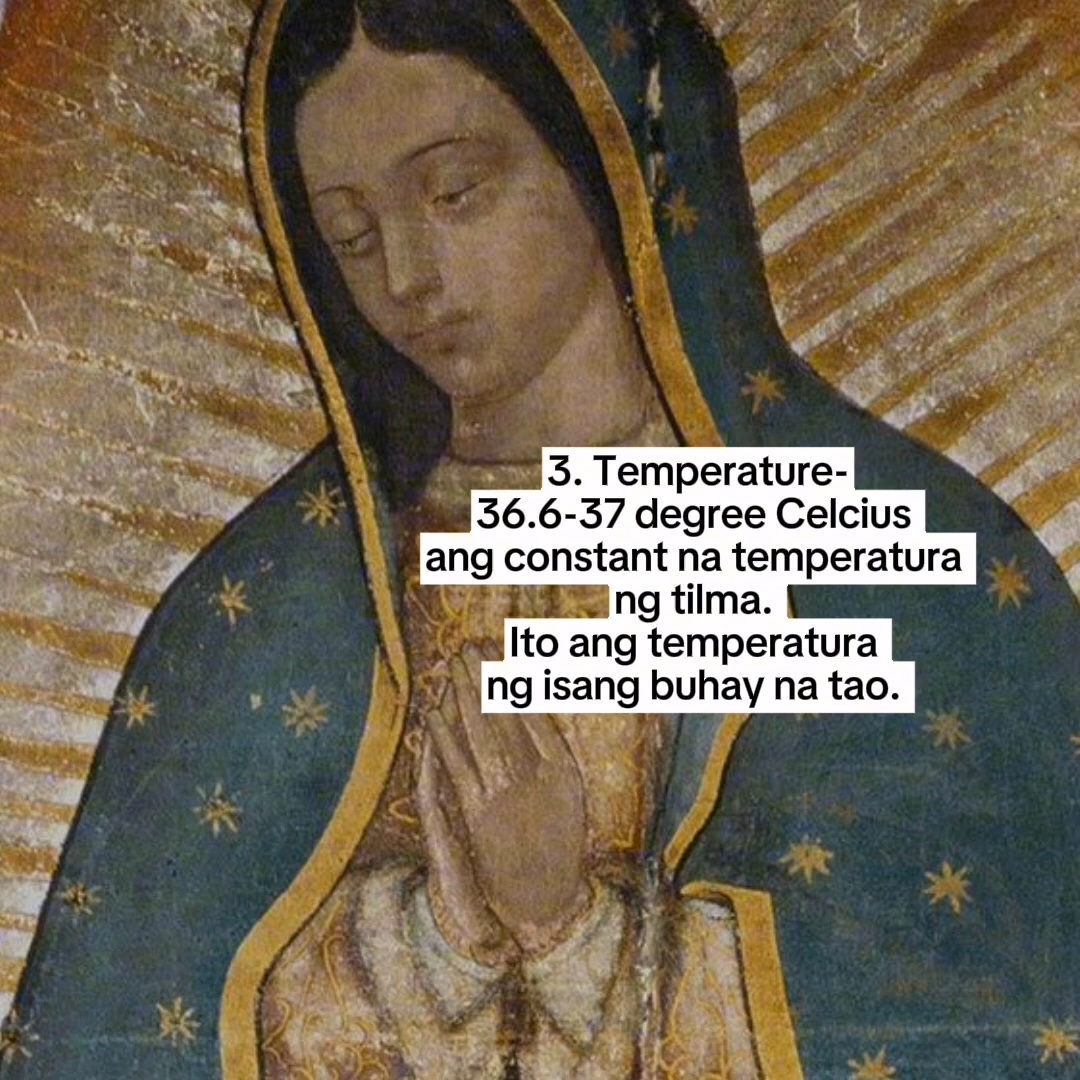 3. Temperature-
36.6-37 degree Celcius
ang constant na temperatura
ng tilma.
Ito ang temperatura
ng isang buhay na tao.